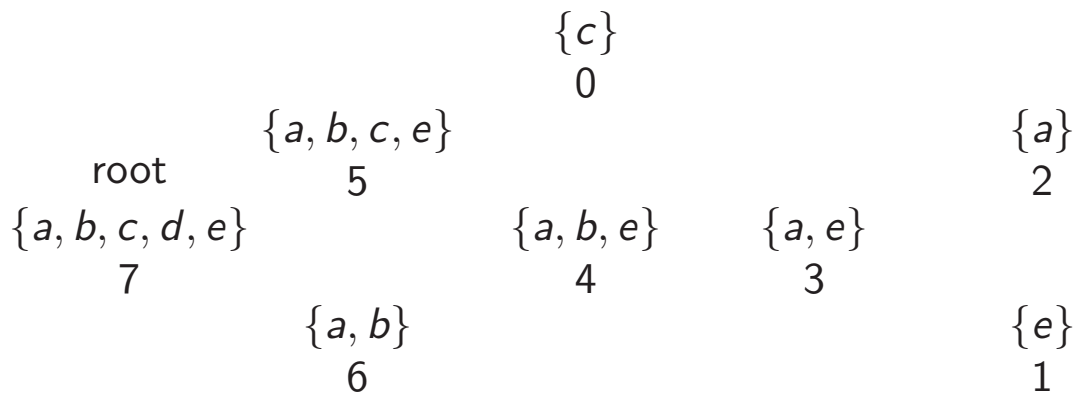 {c}
0
{a, b, c, e}
5
{a}
2
root
{a, b, c, d, e}
7
{a, b, e}
4
{a, e}
3
{a, b}
6
{e}
1